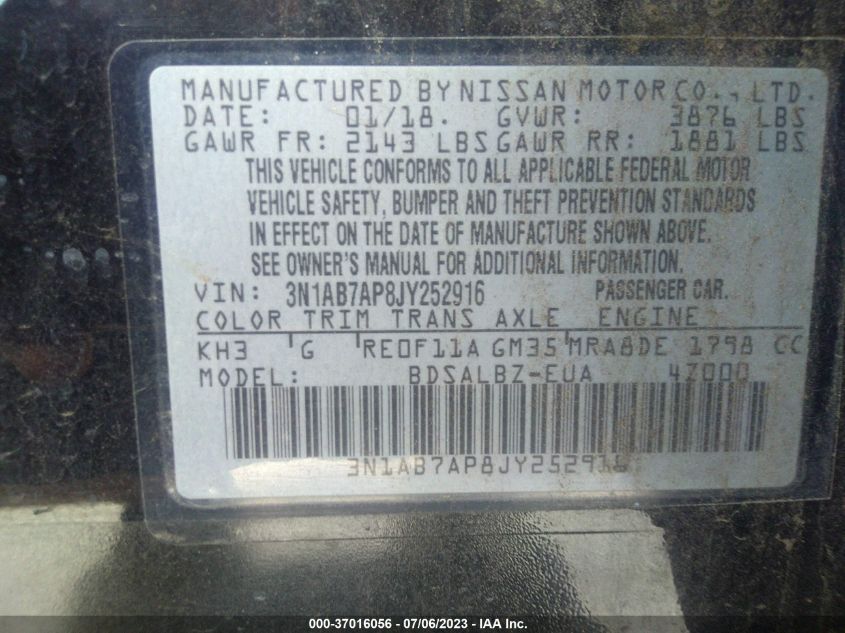 MANUFACTURED BY NISSAN MOTOR CO., LTD.
DATE: 01/18. GVWR: 3876 LBS
GAWR FR: 2143 LBS GAWR RR: 1881 LBS
THIS VEHICLE CONFORMS TO ALL APPLICABLE FEDERAL MOTOR
VEHICLE SAFETY, BUMPER AND THEFT PREVENTION STANDARDS
IN EFFECT ON THE DATE OF MANUFACTURE SHOWN ABOVE.
SEE OWNER'S MANUAL FOR ADDITIONAL INFORMATION.
VIN: 3N1AB7AP8JY252916 PASSENGER CAR.
COLOR TRIM TRANS AXLE ENGINE
KH3 G RE0F11A GM35 MRA8DE 1798 CC
MODEL: BDSALBZ-EUA 4Z000
3N1AB7AP8JY252916
000-37016056 - 07/06/2023 - IAA Inc.